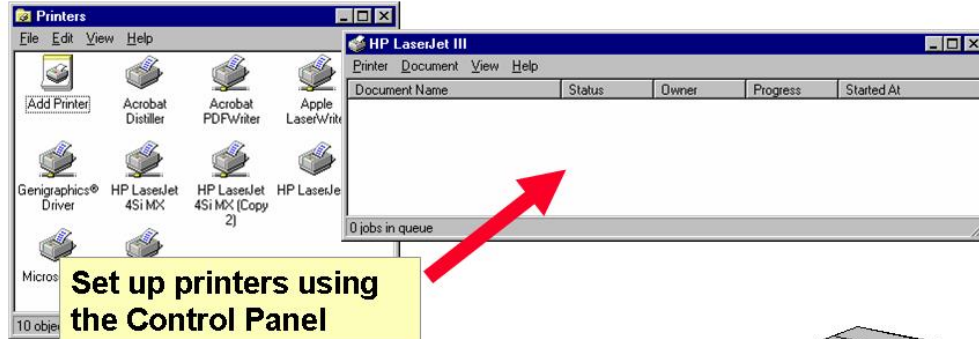 Printers
File Edit View Help
Add Printer
Acrobat
Distiller
Acrobat
PDFWriter
Apple
Genigraphics®
Driver
HP LaserJet
4Si MX
HP LaserJet
4Si MX (Copy
2)
10
HP LaserJet III
Printer Document View Help
Document Name Status Owner Progress Started At
0 jobs in queue
Set up printers using
the Control Panel